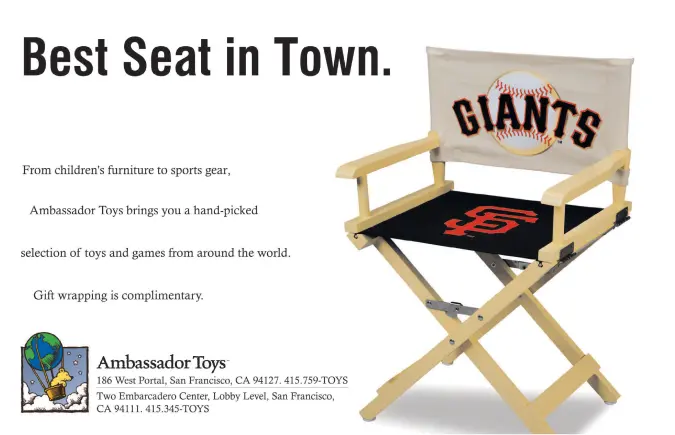 Best Seat in Town.
GIANTS
SF
From children's furniture to sports gear,
Ambassador Toys brings you a hand-picked
selection of toys and games from around the world.
Gift wrapping is complimentary.
Ambassador Toys™
186 West Portal, San Francisco, CA 94127. 415.759-TOYS
Two Embarcadero Center, Lobby Level, San Francisco,
CA 94111. 415.345-TOYS